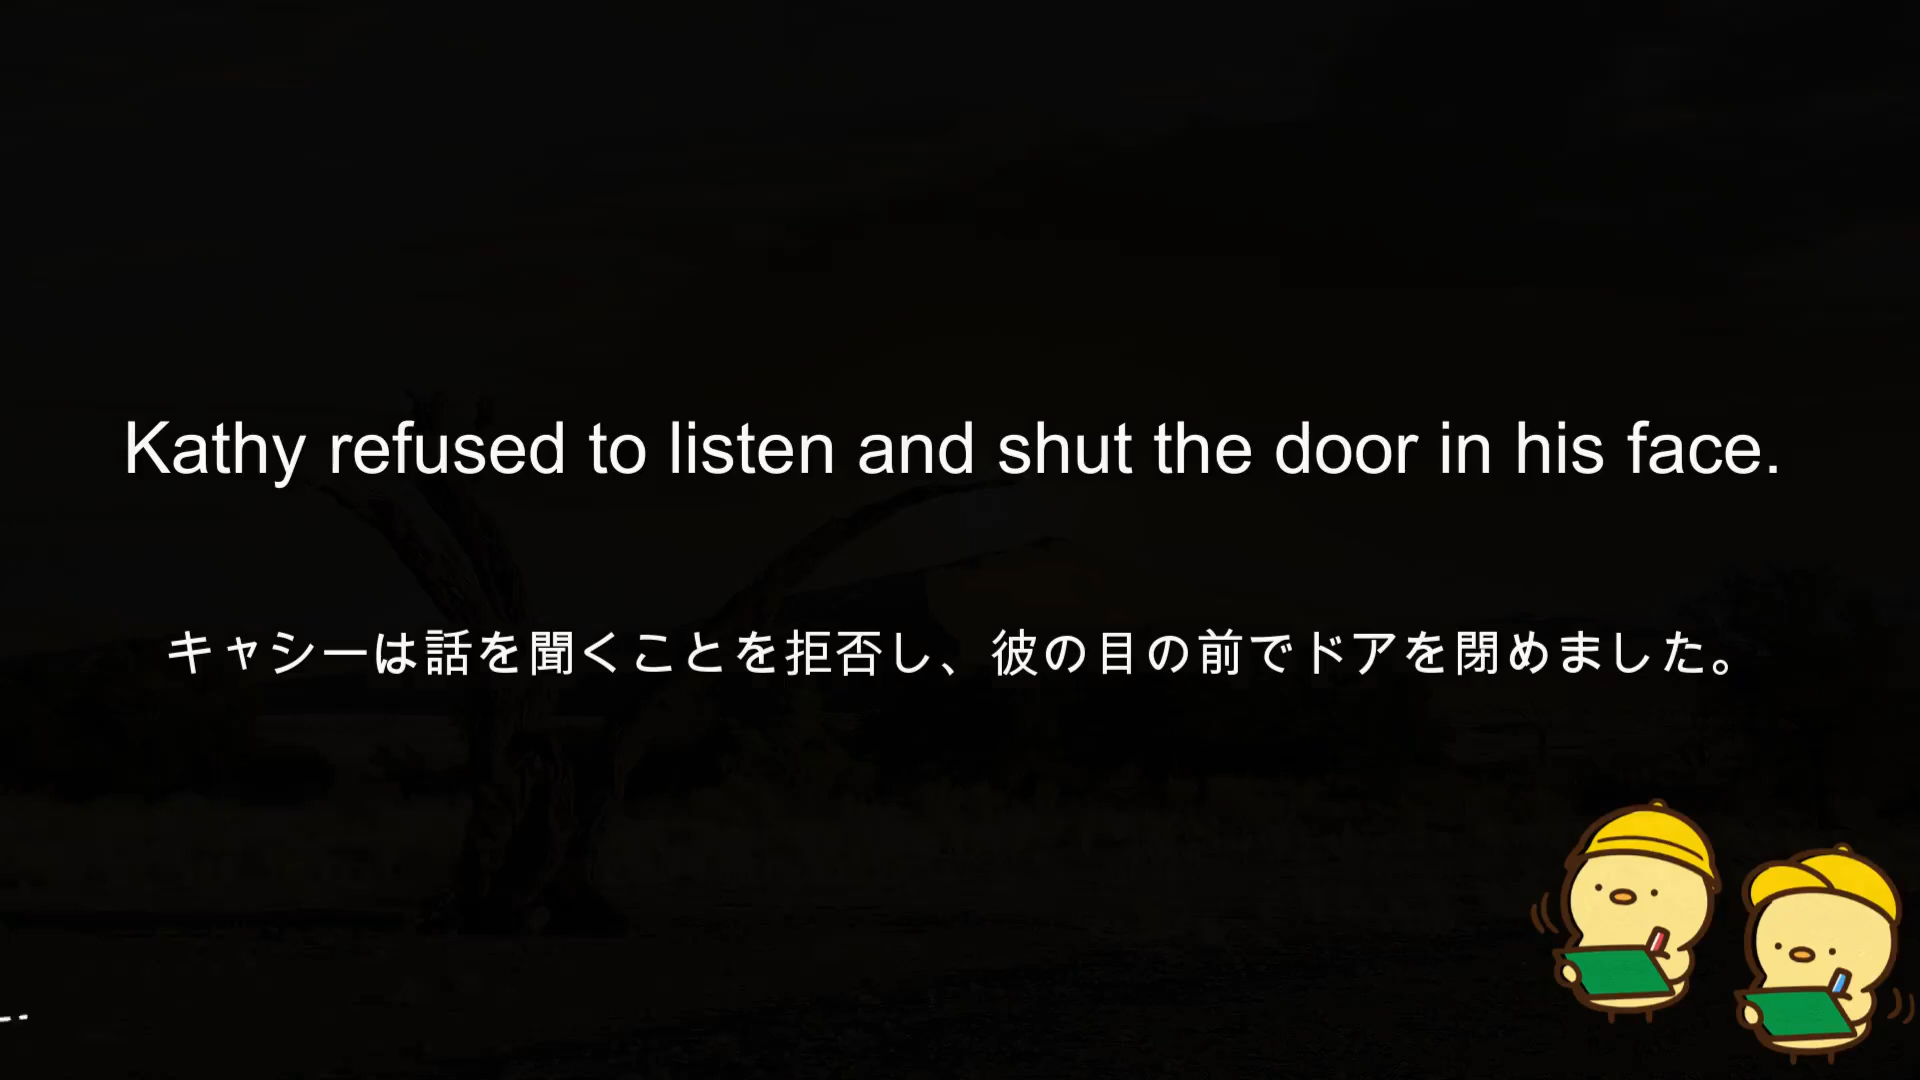 Kathy refused to listen and shut the door in his face.
キャシーは話を聞くことを拒否し、彼の目の前でドアを閉めました。